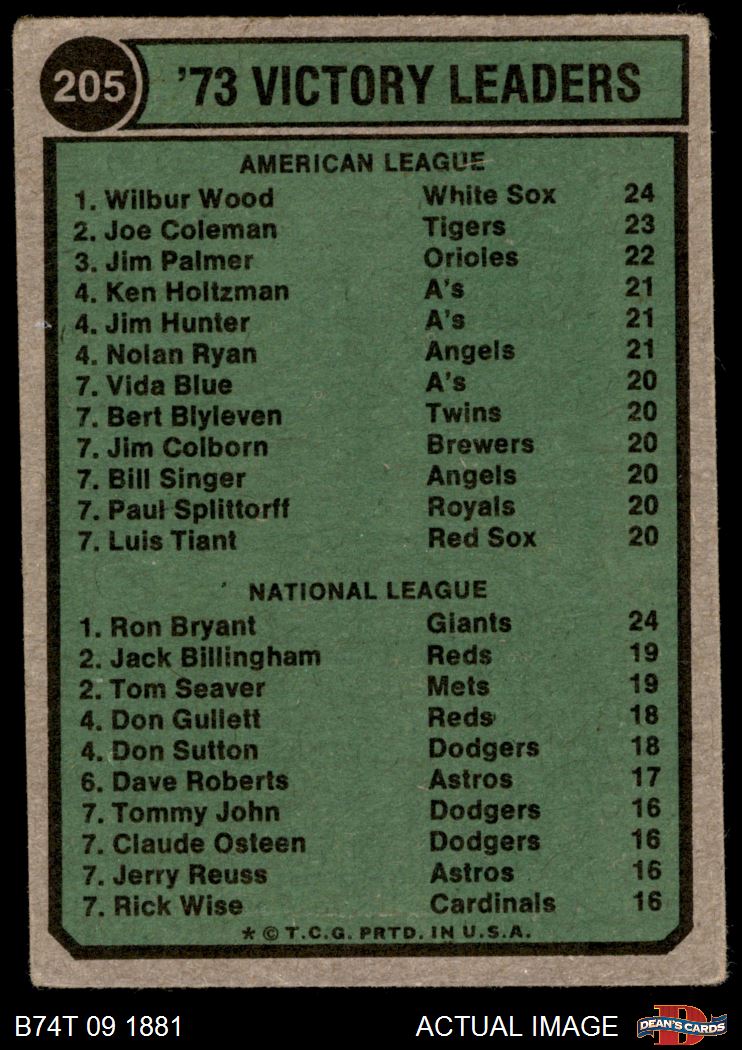 205 '73 VICTORY LEADERS
AMERICAN LEAGUE
1. Wilbur Wood White Sox 24
2. Joe Coleman Tigers 23
3. Jim Palmer Orioles 22
4. Ken Holtzman A's 21
4. Jim Hunter A's 21
4. Nolan Ryan Angels 21
7. Vida Blue A's 20
7. Bert Blyleven Twins 20
7. Jim Colborn Brewers 20
7. Bill Singer Angels 20
7. Paul Splittorff Royals 20
7. Luis Tiant Red Sox 20
NATIONAL LEAGUE
1. Ron Bryant Giants 24
2. Jack Billingham Reds 19
2. Tom Seaver Mets 19
4. Don Gullett Reds 18
4. Don Sutton Dodgers 18
6. Dave Roberts Astros 17
7. Tommy John Dodgers 16
7. Claude Osteen Dodgers 16
7. Jerry Reuss Astros 16
7. Rick Wise Cardinals 16
* © T.C.G. PRTD. IN U.S.A.
B74T 09 1881 ACTUAL IMAGE DEAN'S CARDS